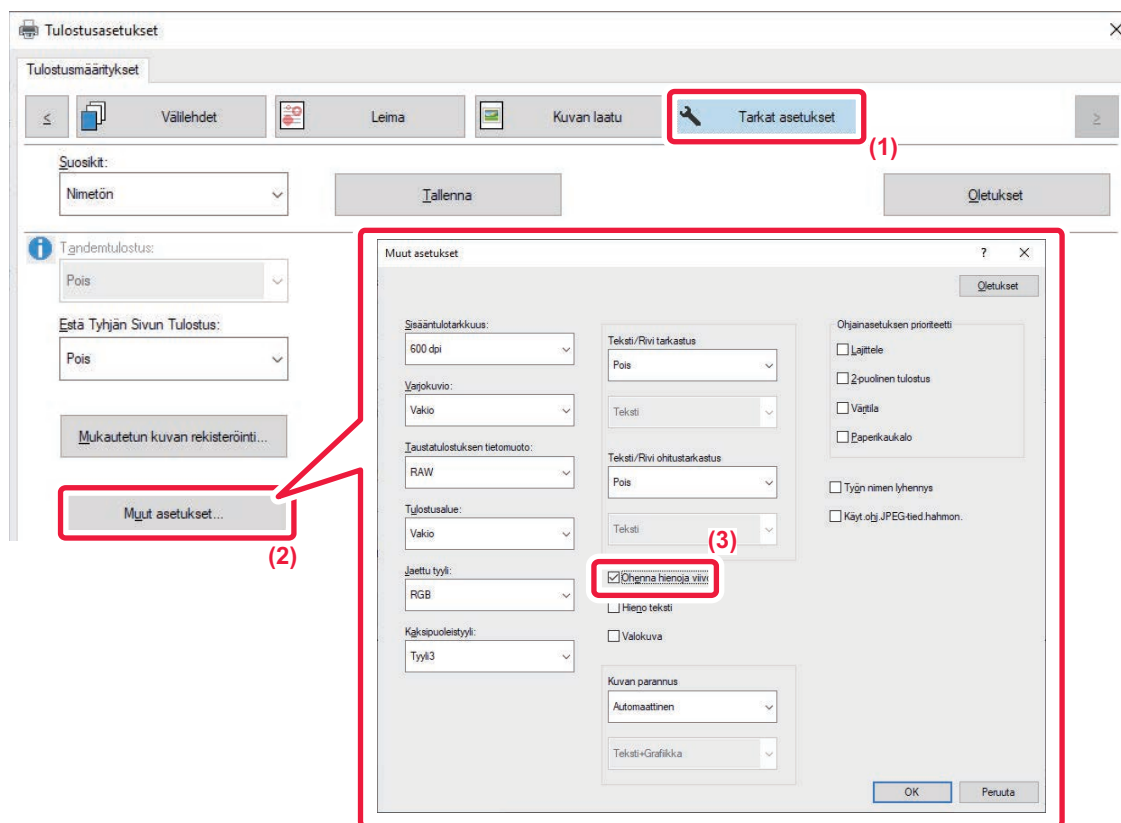 Tulostusasetukset
Tulostusmääritykset
<
Välilehdet
Leima
Kuvan laatu
Tarkat asetukset
>
(1)
Suosikit:
Nimetön
Tallenna
Oletukset
Tandemtulostus:
Pois
Estä Tyhjän Sivun Tulostus:
Pois
Mukautetun kuvan rekisteröinti...
Muut asetukset...
(2)
Muut asetukset
?
Oletukset
Sisääntulotarkkuus:
600 dpi
Varjokuvio:
Vakio
Taustatulostuksen tietomuoto:
RAW
Tulostusalue:
Vakio
Jaettu tyyli:
RGB
Kaksipuoleistyyli:
Tyyli3
Teksti/Rivi tarkastus
Pois
Teksti
Teksti/Rivi ohitustarkastus
Pois
Teksti
(3)
Ohenna hienoja viivo
Hieno teksti
Valokuva
Kuvan parannus
Automaattinen
Teksti+Grafiikka
Ohjainasetuksen prioriteetti
Lajittele
2-puolinen tulostus
Väritila
Paperikaukalo
Työn nimen lyhennys
Käyt.ohj.JPEG-tied.hahmon.
OK
Peruuta